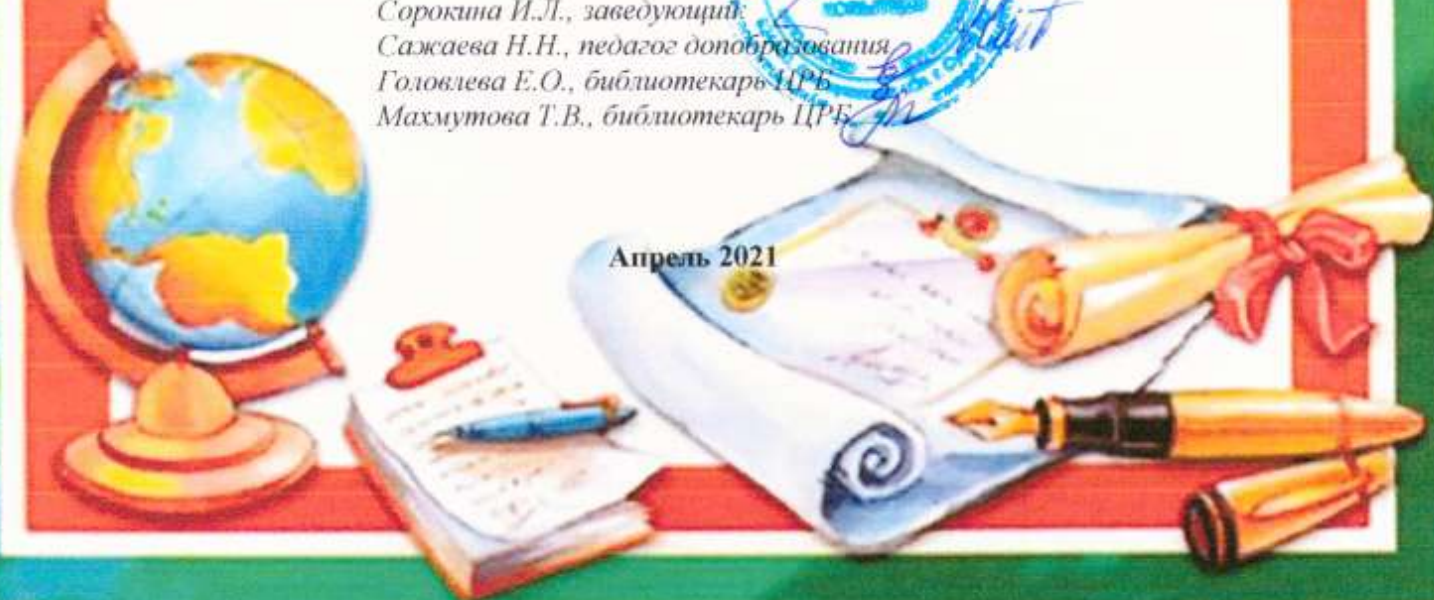 Сорокина И.Л., заведующий
Сажаева Н.Н., педагог допобразования
Головлева Е.О., библиотекарь ЦРБ
Махмутова Т.В., библиотекарь ЦРБ
Апрель 2021